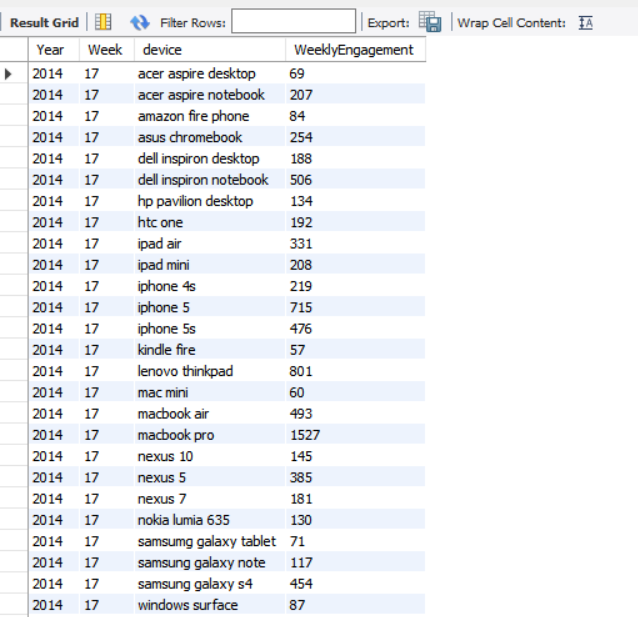 Result Grid Filter Rows: Export: Wrap Cell Content: IA
Year Week device WeeklyEngagement
2014 17 acer aspire desktop 69
2014 17 acer aspire notebook 207
2014 17 amazon fire phone 84
2014 17 asus chromebook 254
2014 17 dell inspiron desktop 188
2014 17 dell inspiron notebook 506
2014 17 hp pavilion desktop 134
2014 17 htc one 192
2014 17 ipad air 331
2014 17 ipad mini 208
2014 17 iphone 4s 219
2014 17 iphone 5 715
2014 17 iphone 5s 476
2014 17 kindle fire 57
2014 17 lenovo thinkpad 801
2014 17 mac mini 60
2014 17 macbook air 493
2014 17 macbook pro 1527
2014 17 nexus 10 145
2014 17 nexus 5 385
2014 17 nexus 7 181
2014 17 nokia lumia 635 130
2014 17 samsumg galaxy tablet 71
2014 17 samsung galaxy note 117
2014 17 samsung galaxy s4 454
2014 17 windows surface 87